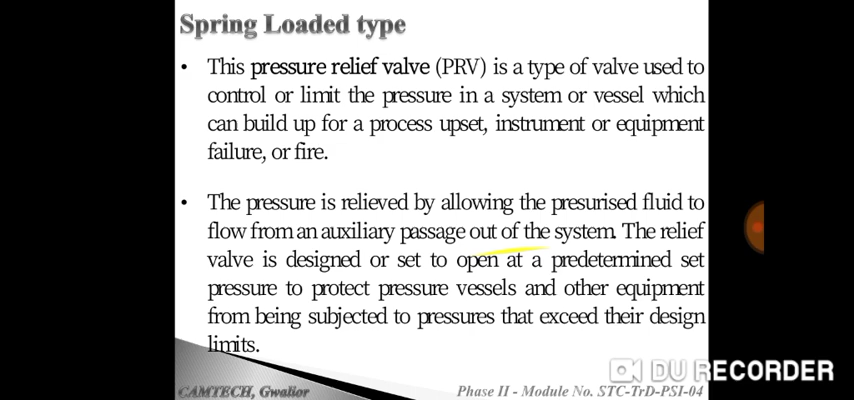 Spring Loaded type
• This pressure relief valve (PRV) is a type of valve used to
control or limit the pressure in a system or vessel which
can build up for a process upset, instrument or equipment
failure, or fire.
• The pressure is relieved by allowing the presurised fluid to
flow from an auxiliary passage out of the system. The relief
valve is designed or set to open at a predetermined set
pressure to protect pressure vessels and other equipment
from being subjected to pressures that exceed their design
limits.
DU RECORDER
CAMTECH, Gwalior
Phase II - Module No. STC-TrD-PSI-04